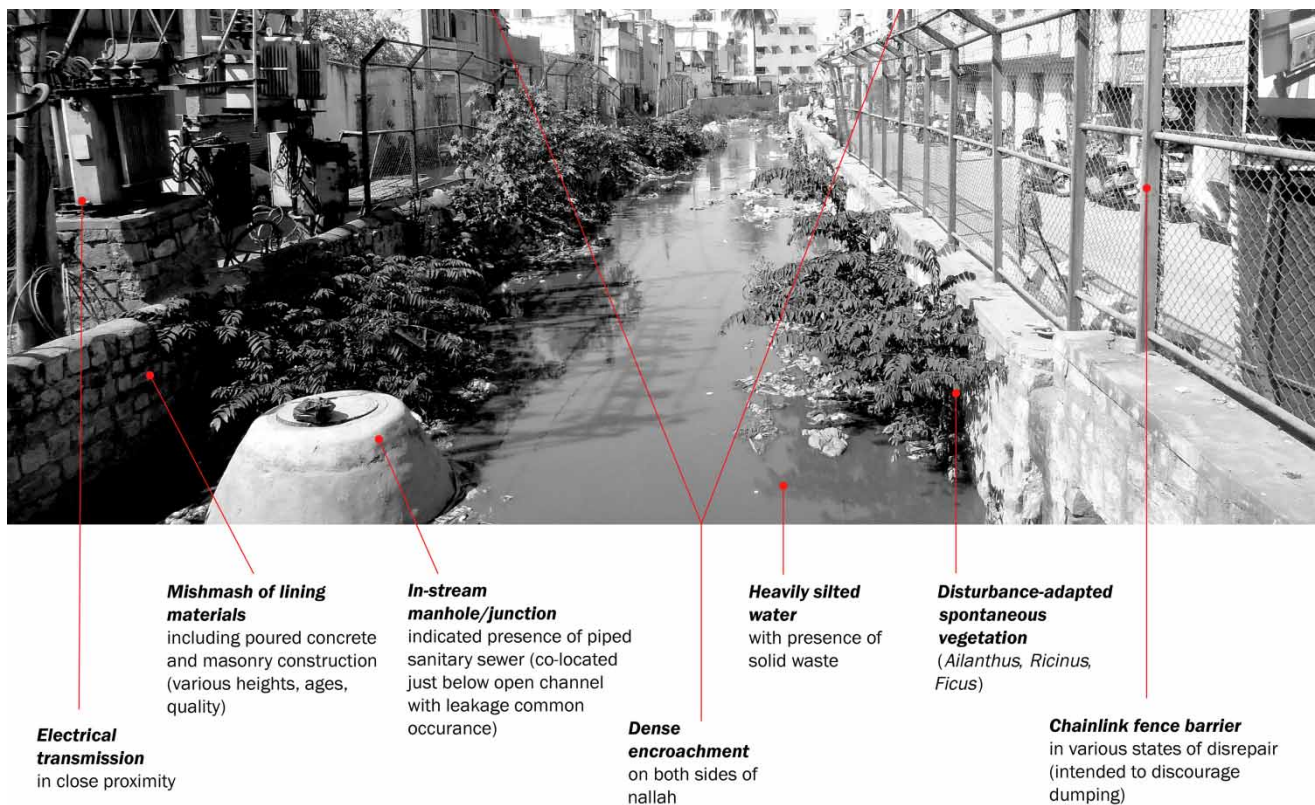 Electrical
transmission
in close proximity
Mishmash of lining
materials
including poured concrete
and masonry construction
(various heights, ages,
quality)
In-stream
manhole/junction
indicated presence of piped
sanitary sewer (co-located
just below open channel
with leakage common
occurance)
Dense
encroachment
on both sides of
nallah
Heavily silted
water
with presence of
solid waste
Disturbance-adapted
spontaneous
vegetation
(Ailanthus, Ricinus,
Ficus)
Chainlink fence barrier
in various states of disrepair
(intended to discourage
dumping)